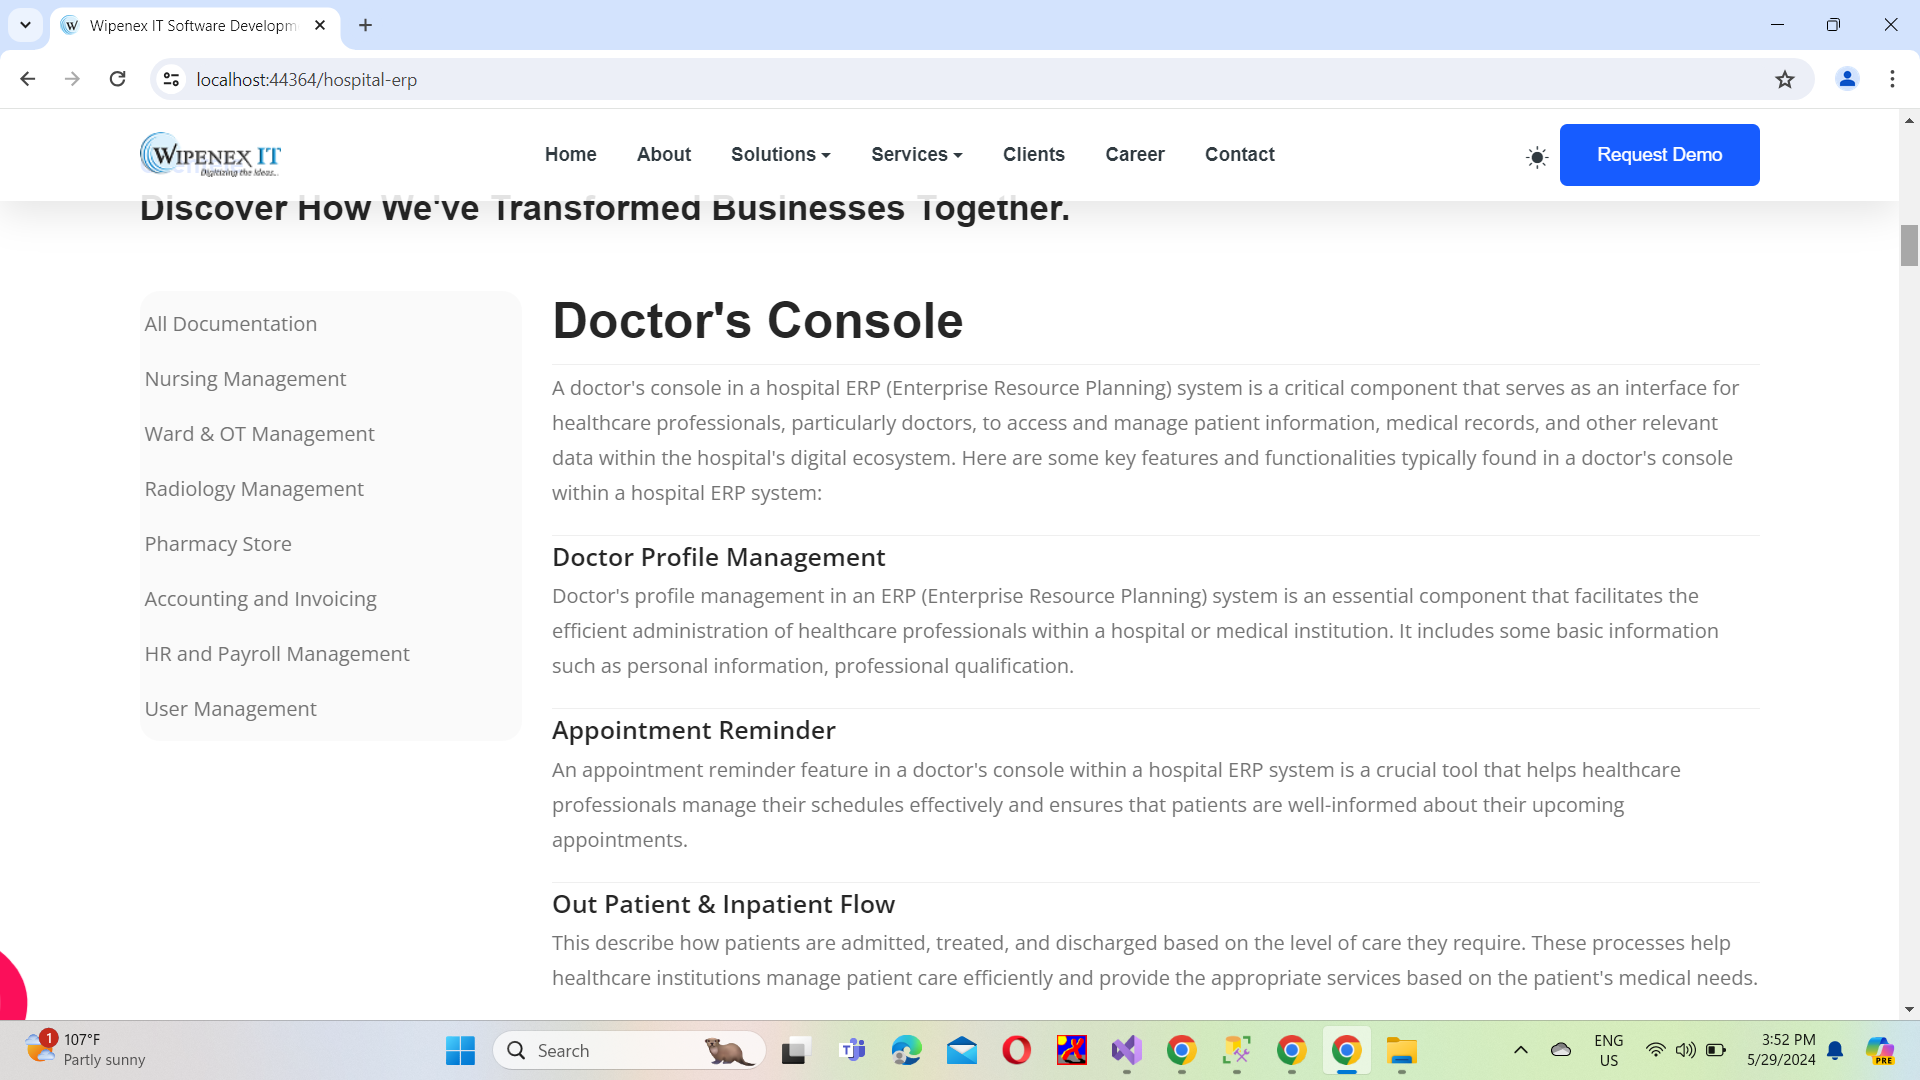 Wipenex IT Software Developm
localhost:44364/hospital-erp
WIPENEX IT
Digitizing the Ideas...
Home
About
Solutions
Services
Clients
Career
Contact
Request Demo
Discover How We've Transformed Businesses Together.
All Documentation
Nursing Management
Ward & OT Management
Radiology Management
Pharmacy Store
Accounting and Invoicing
HR and Payroll Management
User Management
Doctor's Console
A doctor's console in a hospital ERP (Enterprise Resource Planning) system is a critical component that serves as an interface for
healthcare professionals, particularly doctors, to access and manage patient information, medical records, and other relevant
data within the hospital's digital ecosystem. Here are some key features and functionalities typically found in a doctor's console
within a hospital ERP system:
Doctor Profile Management
Doctor's profile management in an ERP (Enterprise Resource Planning) system is an essential component that facilitates the
efficient administration of healthcare professionals within a hospital or medical institution. It includes some basic information
such as personal information, professional qualification.
Appointment Reminder
An appointment reminder feature in a doctor's console within a hospital ERP system is a crucial tool that helps healthcare
professionals manage their schedules effectively and ensures that patients are well-informed about their upcoming
appointments.
Out Patient & Inpatient Flow
This describe how patients are admitted, treated, and discharged based on the level of care they require. These processes help
healthcare institutions manage patient care efficiently and provide the appropriate services based on the patient's medical needs.
1
107°F
Partly sunny
Search
ENG
US
3:52 PM
5/29/2024
PRE